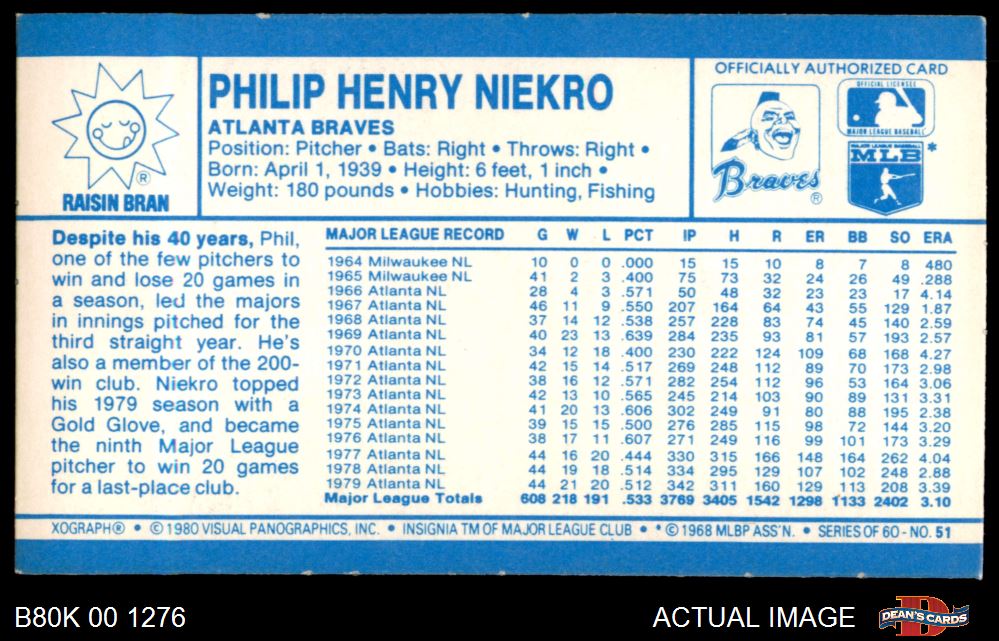 RAISIN BRAN ®
PHILIP HENRY NIEKRO
ATLANTA BRAVES
Position: Pitcher • Bats: Right • Throws: Right •
Born: April 1, 1939 • Height: 6 feet, 1 inch •
Weight: 180 pounds • Hobbies: Hunting, Fishing
OFFICIALLY AUTHORIZED CARD
Braves ®
OFFICIAL LICENSEE
MAJOR LEAGUE BASEBALL
MAJOR LEAGUE BASEBALL
MLB *
Despite his 40 years, Phil,
one of the few pitchers to
win and lose 20 games in
a season, led the majors
in innings pitched for the
third straight year. He's
also a member of the 200-
win club. Niekro topped
his 1979 season with a
Gold Glove, and became
the ninth Major League
pitcher to win 20 games
for a last-place club.
MAJOR LEAGUE RECORD G W L PCT IP H R ER BB SO ERA
1964 Milwaukee NL 10 0 0 .000 15 15 10 8 7 8 480
1965 Milwaukee NL 41 2 3 .400 75 73 32 24 26 49 .288
1966 Atlanta NL 28 4 3 .571 50 48 32 23 23 17 4.14
1967 Atlanta NL 46 11 9 .550 207 164 64 43 55 129 1.87
1968 Atlanta NL 37 14 12 .538 257 228 83 74 45 140 2.59
1969 Atlanta NL 40 23 13 .639 284 235 93 81 57 193 2.57
1970 Atlanta NL 34 12 18 .400 230 222 124 109 68 168 4.27
1971 Atlanta NL 42 15 14 .517 269 248 112 89 70 173 2.98
1972 Atlanta NL 38 16 12 .571 282 254 112 96 53 164 3.06
1973 Atlanta NL 42 13 10 .565 245 214 103 90 89 131 3.31
1974 Atlanta NL 41 20 13 .606 302 249 91 80 88 195 2.38
1975 Atlanta NL 39 15 15 .500 276 285 115 98 72 144 3.20
1976 Atlanta NL 38 17 11 .607 271 249 116 99 101 173 3.29
1977 Atlanta NL 44 16 20 .444 330 315 166 148 164 262 4.04
1978 Atlanta NL 44 19 18 .514 334 295 129 107 102 248 2.88
1979 Atlanta NL 44 21 20 .512 342 311 160 129 113 208 3.39
Major League Totals 608 218 191 .533 3769 3405 1542 1298 1133 2402 3.10
XOGRAPH® • © 1980 VISUAL PANOGRAPHICS, INC. • INSIGNIA TM OF MAJOR LEAGUE CLUB • * © 1968 MLBP ASS'N. • SERIES OF 60 - NO. 51
B80K 00 1276
ACTUAL IMAGE
DEAN'S CARDS